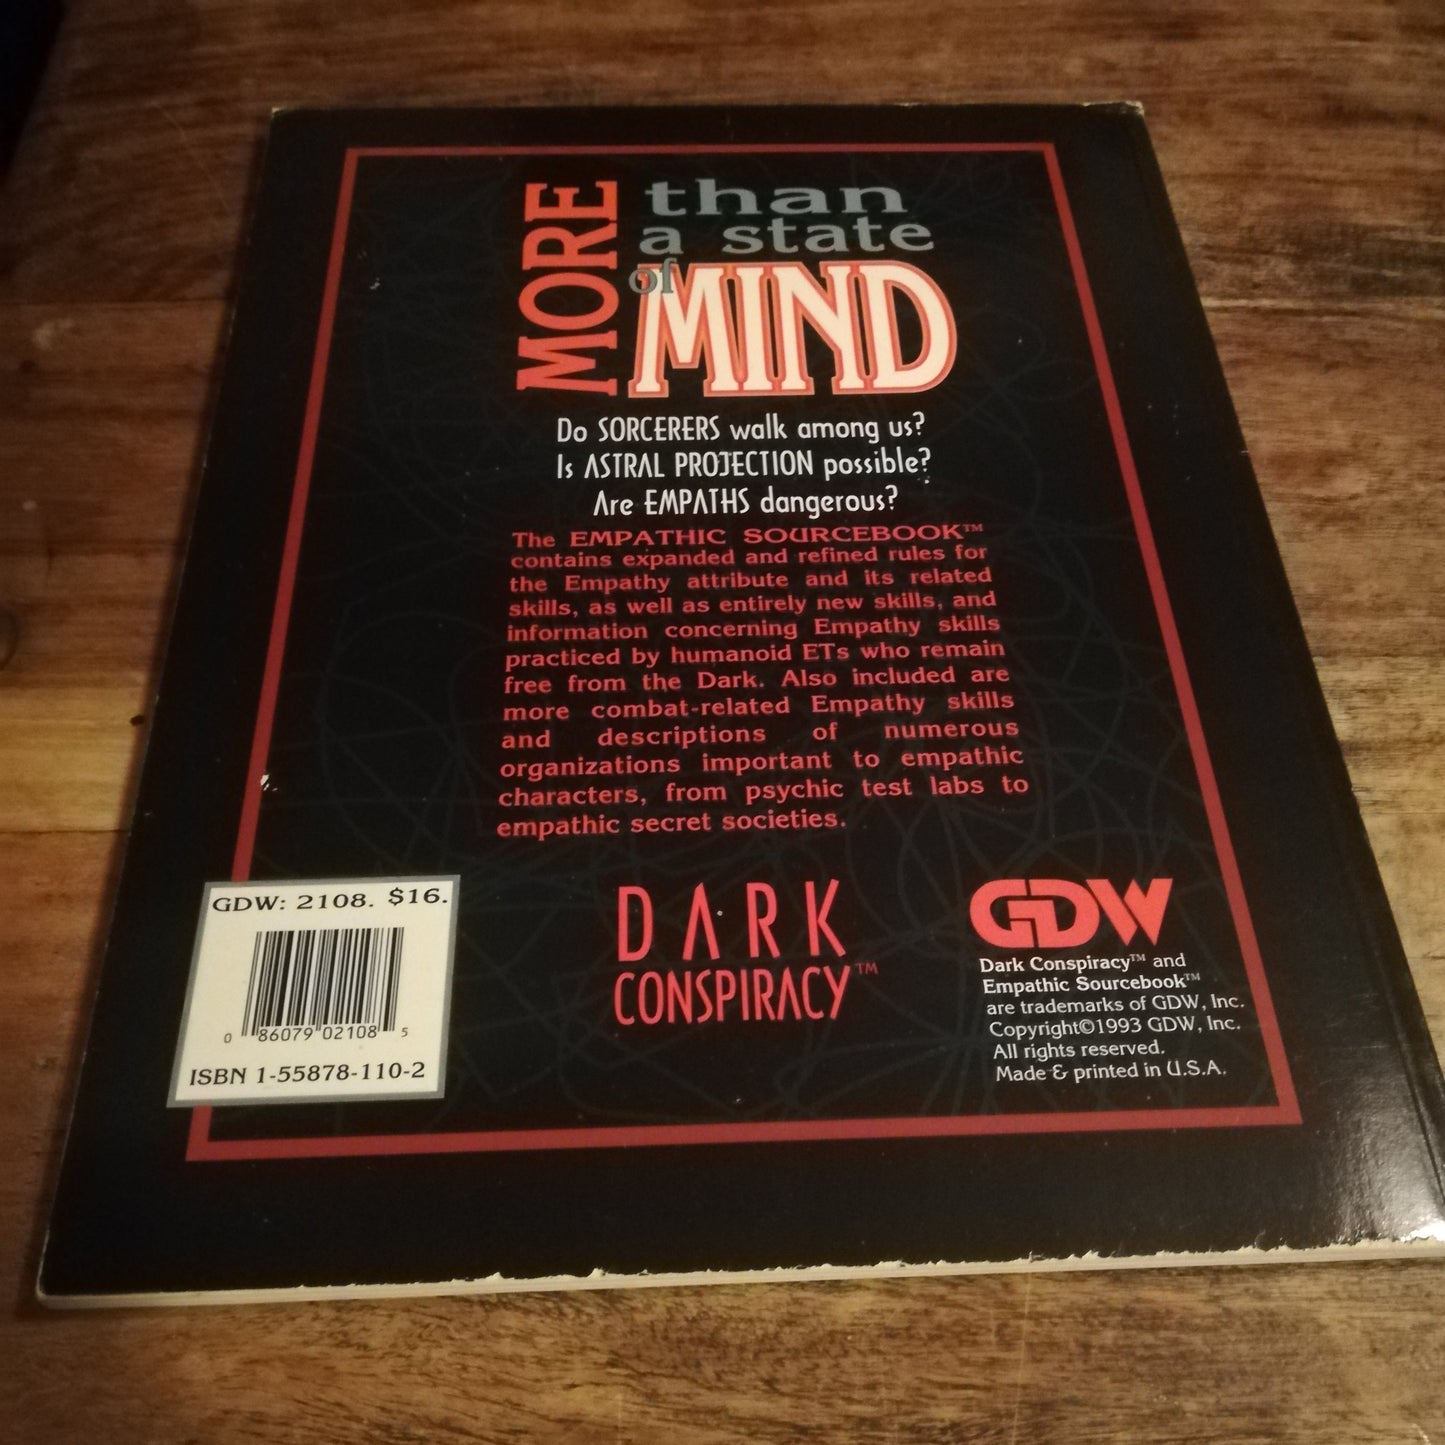 MORE than
a state
of MIND
Do SORCERERS walk among us?
Is ASTRAL PROJECTION possible?
Are EMPATHS dangerous?
The EMPATHIC SOURCEBOOK™
contains expanded and refined rules for
the Empathy attribute and its related
skills, as well as entirely new skills, and
information concerning Empathy skills
practiced by humanoid ETs who remain
free from the Dark. Also included are
more combat-related Empathy skills
and descriptions of numerous
organizations important to empathic
characters, from psychic test labs to
empathic secret societies.
GDW: 2108. $16.
0 86079 02108 5
ISBN 1-55878-110-2
DARK
CONSPIRACY™
GDW
Dark Conspiracy™ and
Empathic Sourcebook™
are trademarks of GDW, Inc.
Copyright©1993 GDW, Inc.
All rights reserved.
Made & printed in U.S.A.